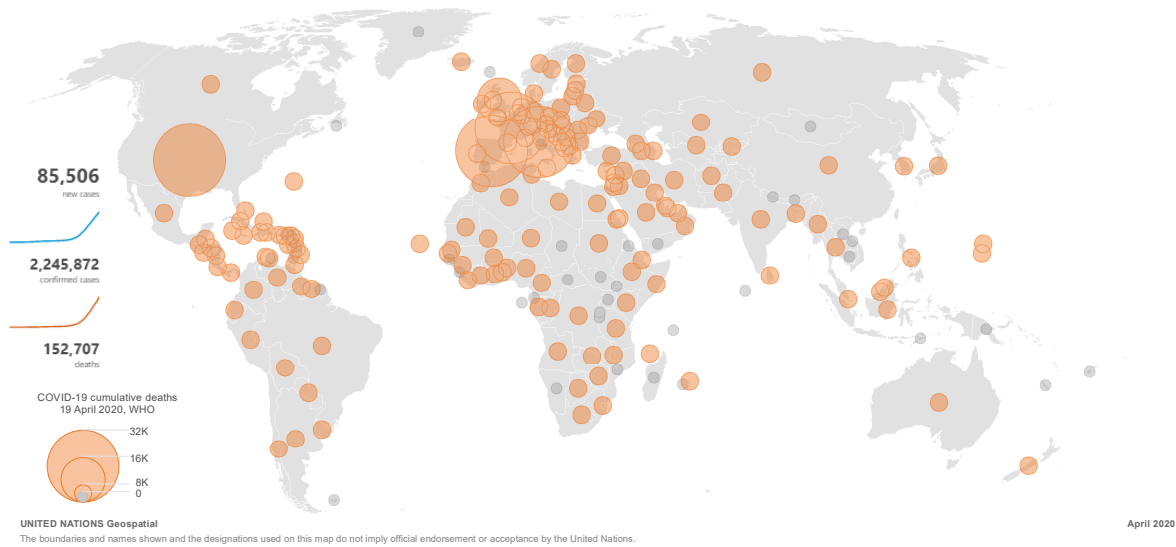 85,506
new cases
2,245,872
confirmed cases
152,707
deaths
COVID-19 cumulative deaths
19 April 2020, WHO
32K
16K
8K
0
UNITED NATIONS Geospatial
April 2020
The boundaries and names shown and the designations used on this map do not imply official endorsement or acceptance by the United Nations.